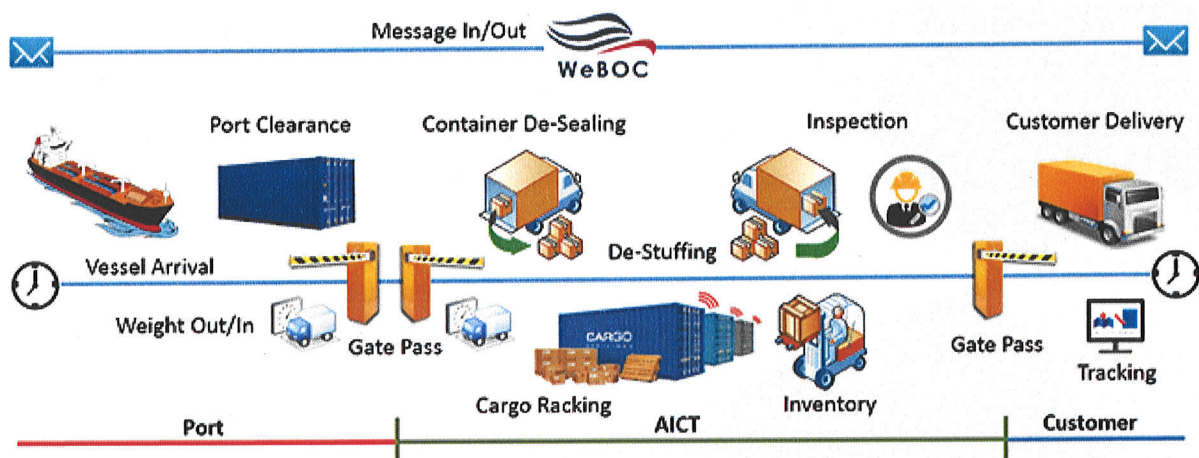 Message In/Out
WeBOC
Port Clearance
Container De-Sealing
Inspection
Customer Delivery
Vessel Arrival
De-Stuffing
Weight Out/In
Gate Pass
CARGO
Cargo Racking
Inventory
Gate Pass
Tracking
Port
AICT
Customer